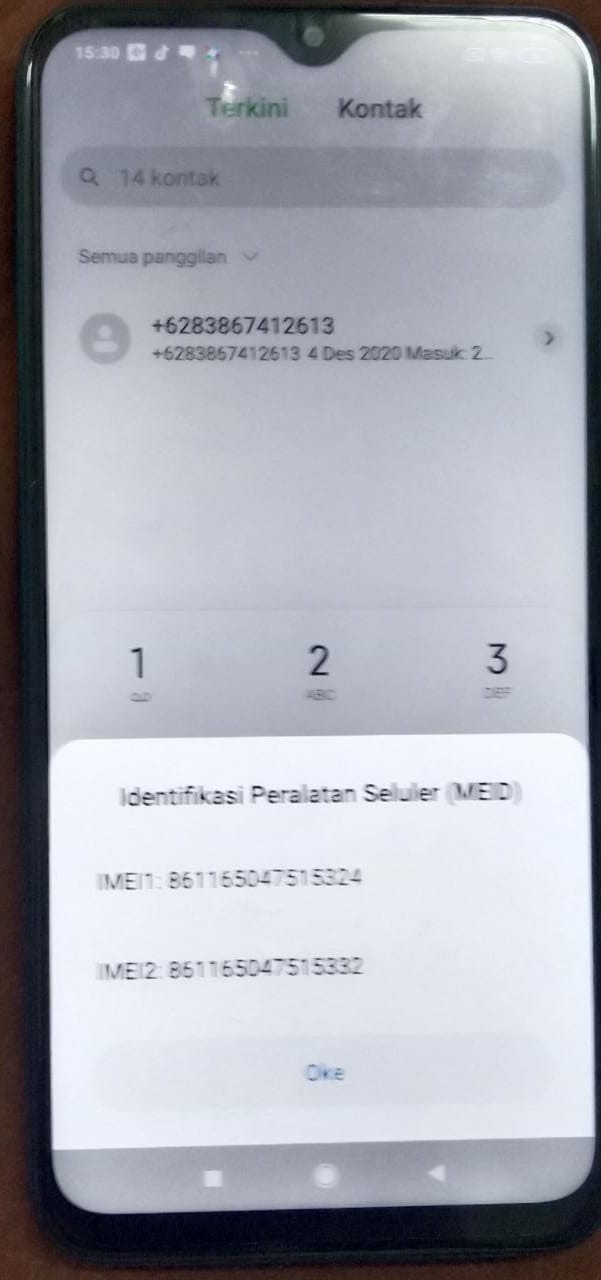 15:30
Terkini Kontak
14 kontak
Semua panggilan
+6283867412613
+6283867412613 4 Des 2020 Masuk: 2...
1 2 3
ABC DEF
Identifikasi Peralatan Seluler (MEID)
IMEI1: 861165047515324
IMEI2: 861165047515332
Oke